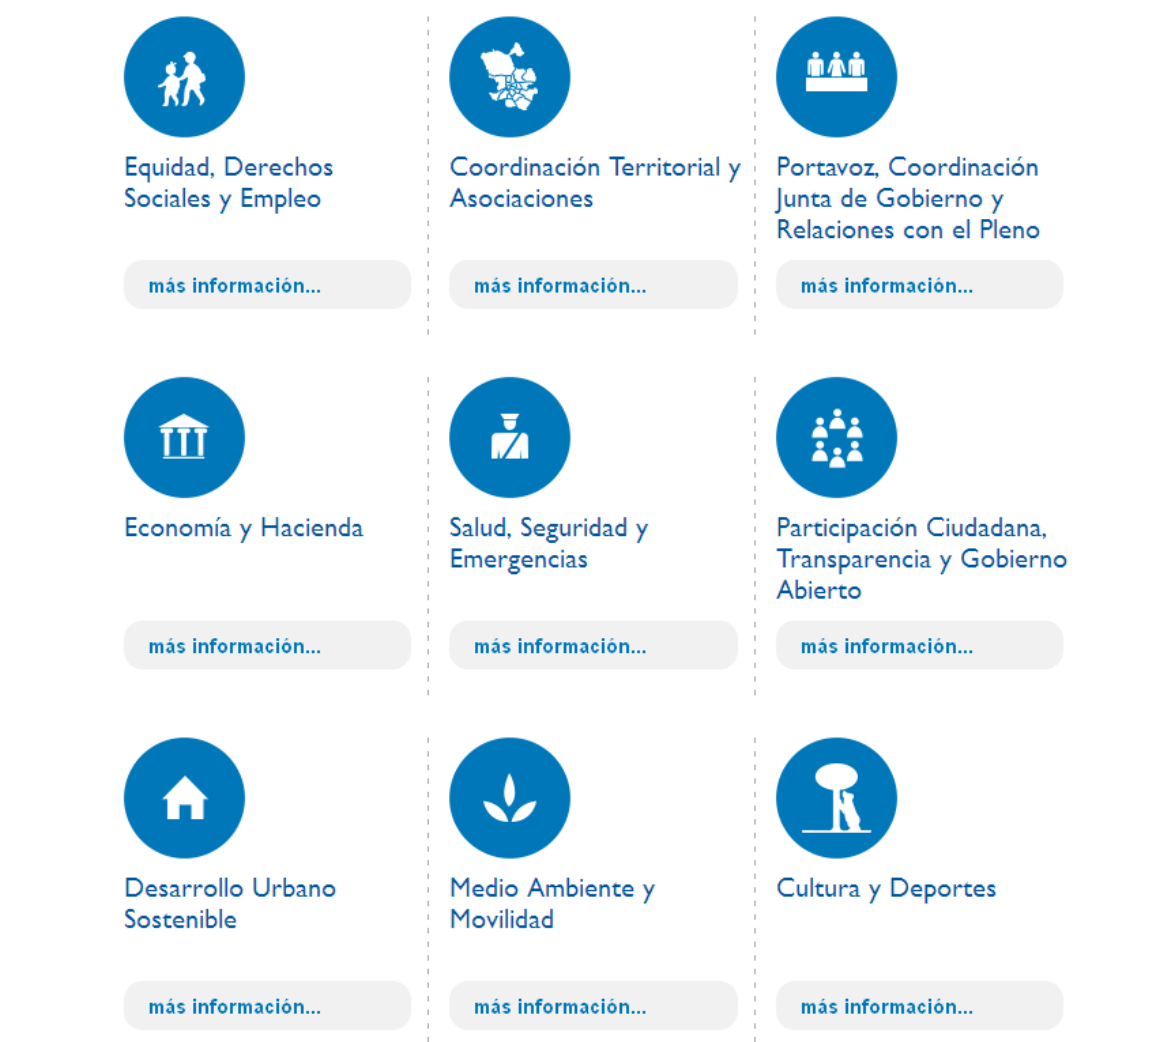 Equidad, Derechos
Sociales y Empleo
más información...
Coordinación Territorial y
Asociaciones
más información...
Portavoz, Coordinación
Junta de Gobierno y
Relaciones con el Pleno
más información...
Economía y Hacienda
más información...
Salud, Seguridad y
Emergencias
más información...
Participación Ciudadana,
Transparencia y Gobierno
Abierto
más información...
Desarrollo Urbano
Sostenible
más información...
Medio Ambiente y
Movilidad
más información...
Cultura y Deportes
más información...